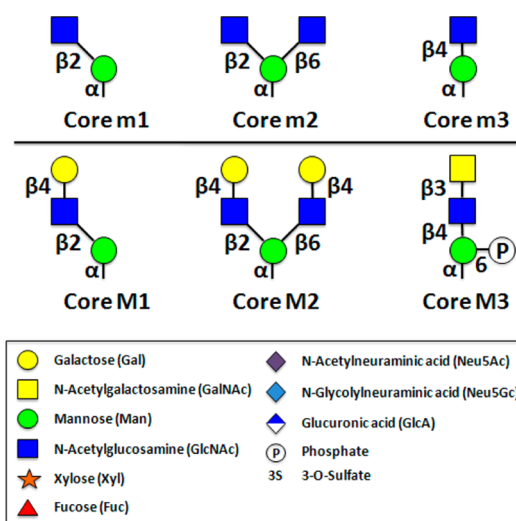 β2 β2 β6 β4
α α α
Core m1 Core m2 core m3
β4 β4 β4 β3
β2 β2 β6 β4
α α α 6 P
Core M1 Core M2 Core M3
Galactose (Gal) N-Acetylneuraminic acid (Neu5Ac)
N-Acetylgalactosamine (GalNAc) N-Glycolylneuraminic acid (Neu5Gc)
Mannose (Man) Glucuronic acid (GlcA)
N-Acetylglucosamine (GlcNAc) P Phosphate
Xylose (Xyl) 3S 3-O-Sulfate
Fucose (Fuc)